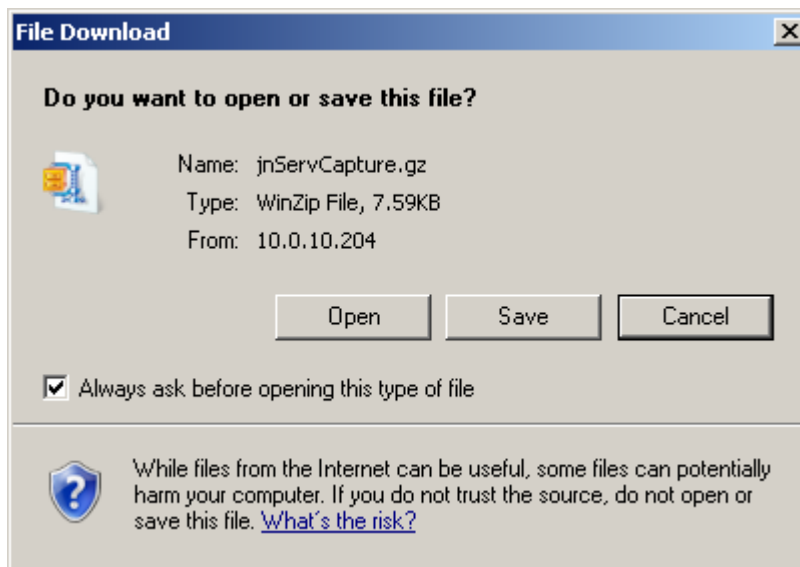 File Download
Do you want to open or save this file?
Name: jnServCapture.gz
Type: WinZip File, 7.59KB
From: 10.0.10.204
Open Save Cancel
Always ask before opening this type of file
While files from the Internet can be useful, some files can potentially
harm your computer. If you do not trust the source, do not open or
save this file. What's the risk?